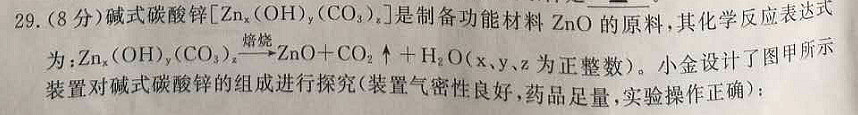 29.(8分)碱式碳酸锌[Znₓ(OH)ᵧ(CO₃)z]是制备功能材料 ZnO 的原料,其化学反应表达式
为:Znₓ(OH)ᵧ(CO₃)z 焙烧→ ZnO+CO₂↑+H₂O(x、y、z 为正整数)。小金设计了图甲所示
装置对碱式碳酸锌的组成进行探究(装置气密性良好,药品足量,实验操作正确):